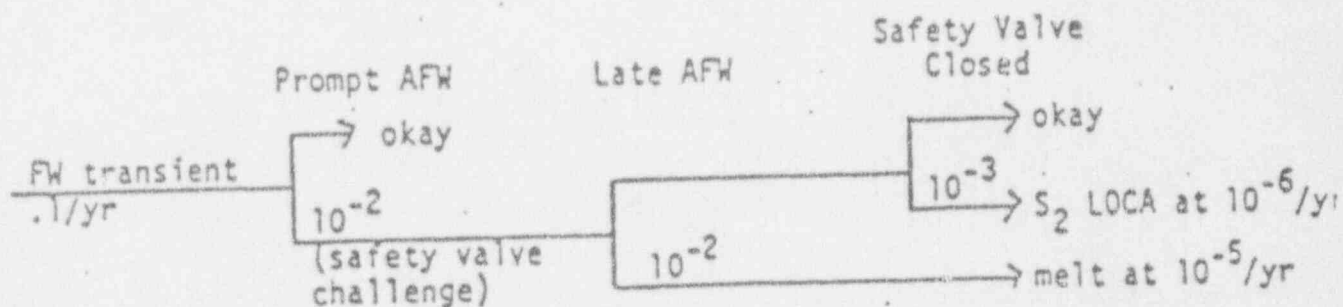 Safety Valve
Closed
Prompt AFW
Late AFW
okay
okay
FW transient
.1/yr
10⁻²
(safety valve
challenge)
10⁻³
S₂ LOCA at 10⁻⁶/yr
10⁻²
melt at 10⁻⁵/yr